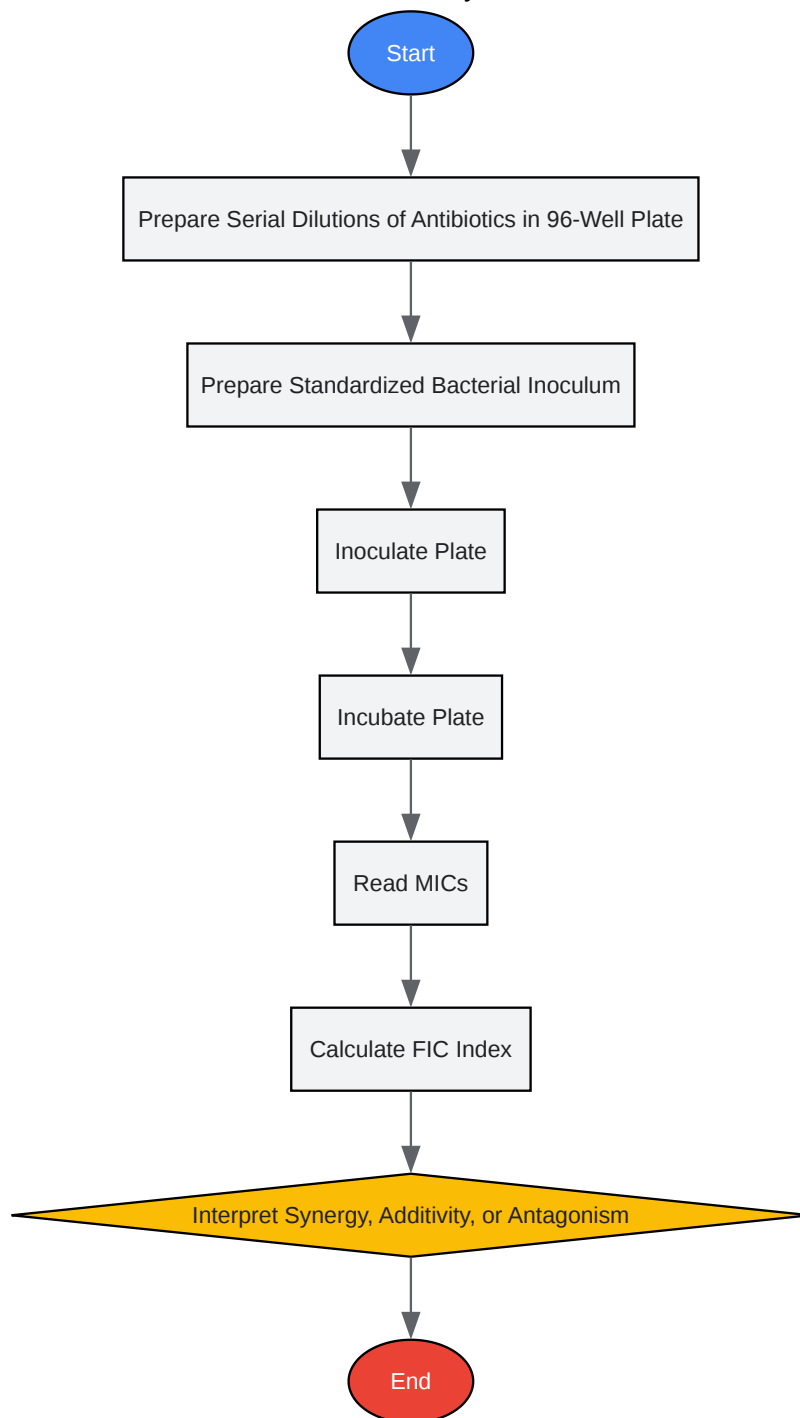 Start
Prepare Serial Dilutions of Antibiotics in 96-Well Plate
Prepare Standardized Bacterial Inoculum
Inoculate Plate
Incubate Plate
Read MICs
Calculate FIC Index
Interpret Synergy, Additivity, or Antagonism
End